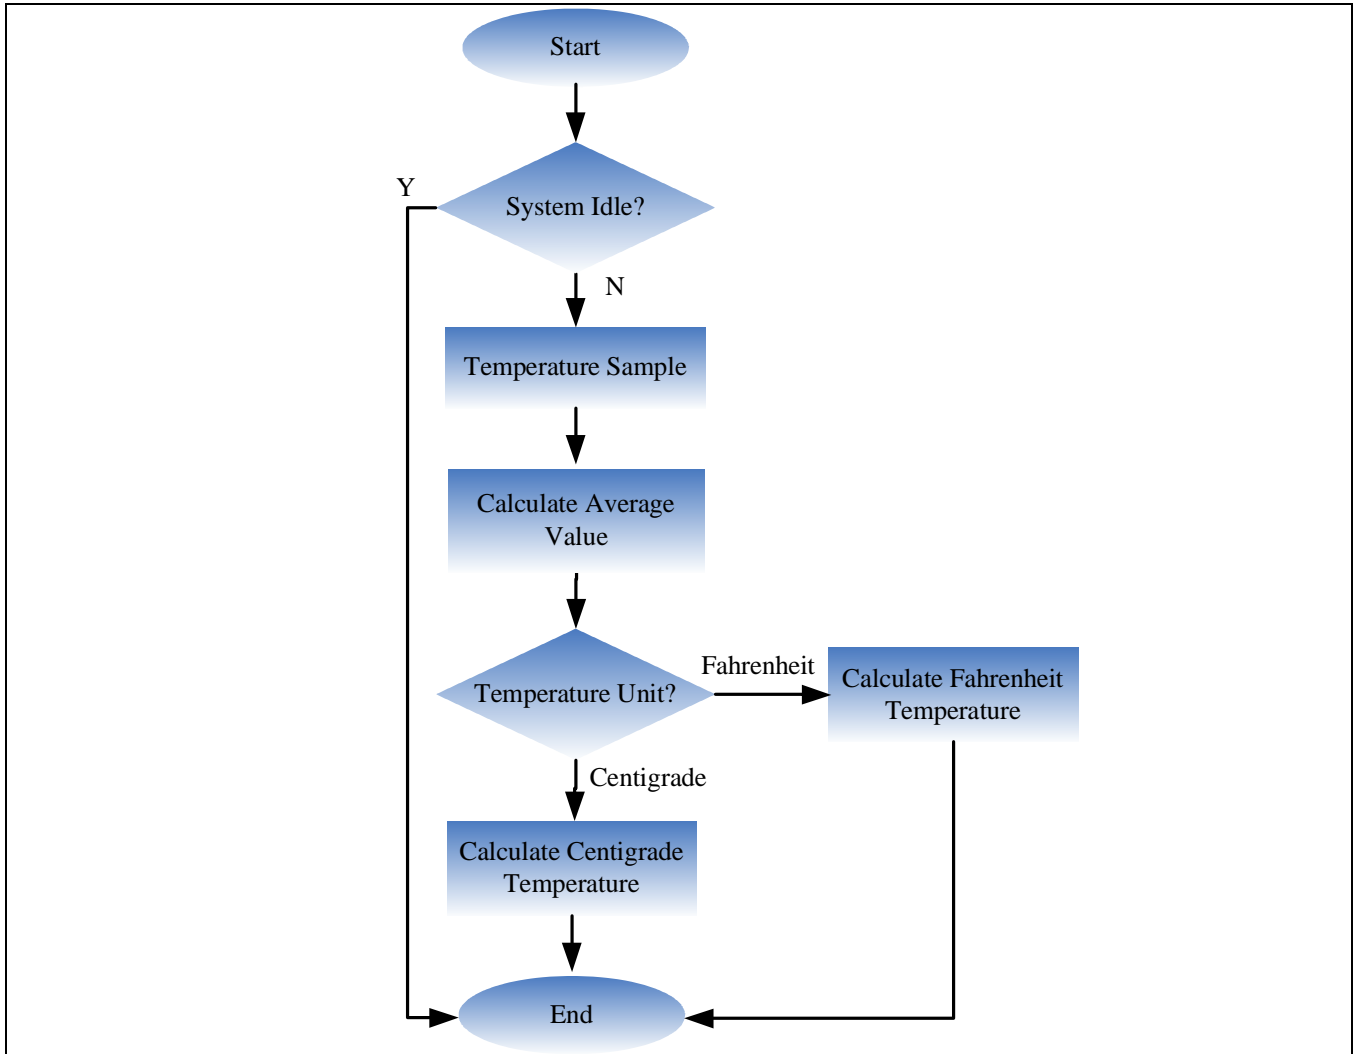 Start
Y
System Idle?
N
Temperature Sample
Calculate Average
Value
Fahrenheit
Temperature Unit?
Calculate Fahrenheit
Temperature
Centigrade
Calculate Centigrade
Temperature
End